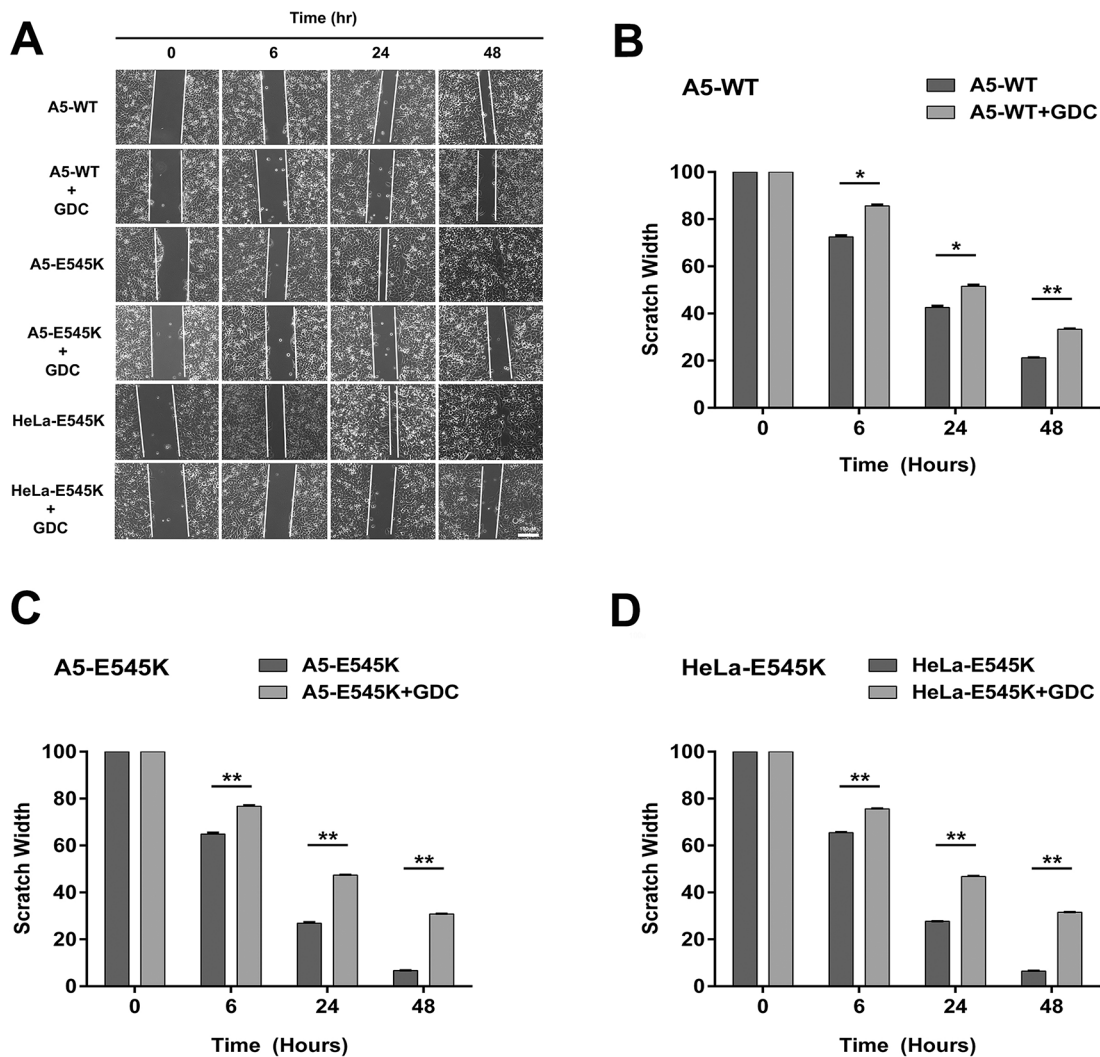 A
Time (hr)
0 6 24 48
A5-WT
A5-WT
+
GDC
A5-E545K
A5-E545K
+
GDC
HeLa-E545K
HeLa-E545K
+
GDC
B
A5-WT
A5-WT
A5-WT+GDC
Scratch Width
100
80
60
40
20
0
* * **
0 6 24 48
Time (Hours)
C
A5-E545K
A5-E545K
A5-E545K+GDC
Scratch Width
100
80
60
40
20
0
** ** **
0 6 24 48
Time (Hours)
D
HeLa-E545K
HeLa-E545K
HeLa-E545K+GDC
Scratch Width
100
80
60
40
20
0
** ** **
0 6 24 48
Time (Hours)